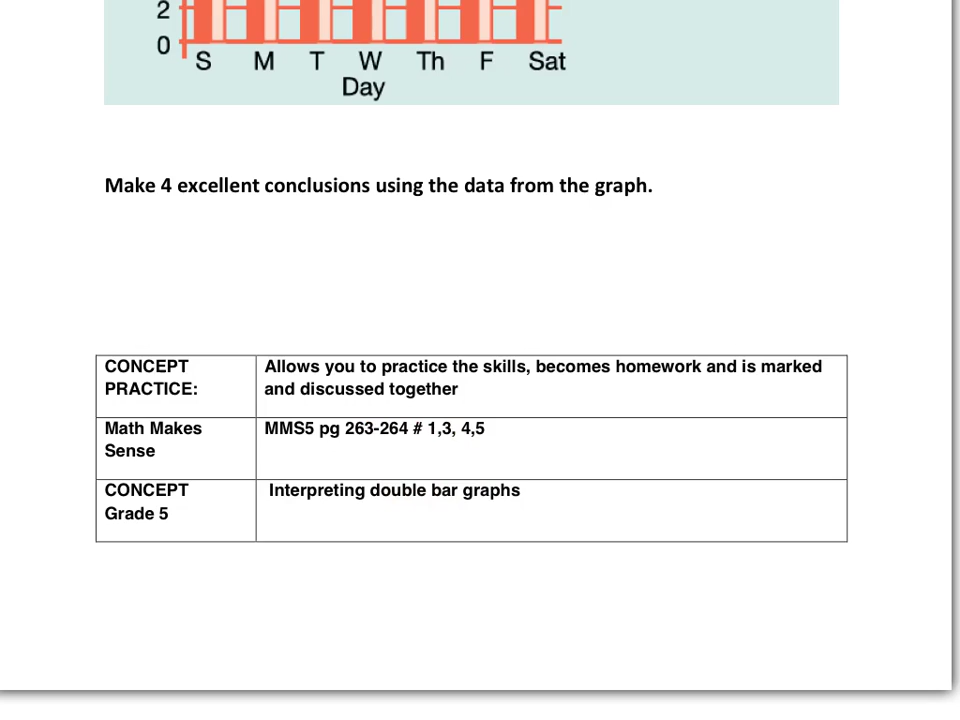 2
0
S M T W Th F Sat
Day
Make 4 excellent conclusions using the data from the graph.
CONCEPT
PRACTICE:
Allows you to practice the skills, becomes homework and is marked
and discussed together
Math Makes
Sense
MMS5 pg 263-264 # 1,3, 4,5
CONCEPT
Grade 5
Interpreting double bar graphs